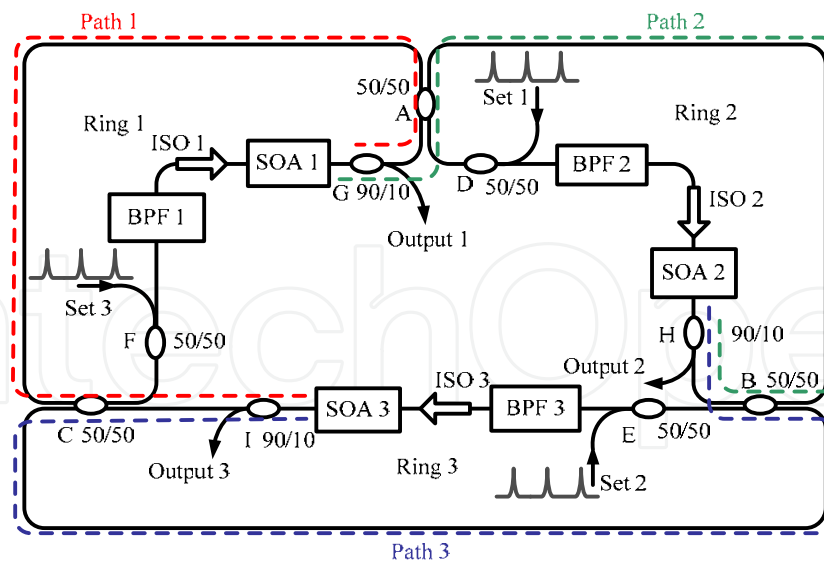 Path 1
Path 2
50/50
A
Set 1
Ring 1
Ring 2
ISO 1
SOA 1
BPF 2
G 90/10
D 50/50
ISO 2
BPF 1
Output 1
SOA 2
Set 3
F 50/50
H 90/10
Output 2
B 50/50
ISO 3
SOA 3
BPF 3
C 50/50
I 90/10
E 50/50
Output 3
Ring 3
Set 2
Path 3